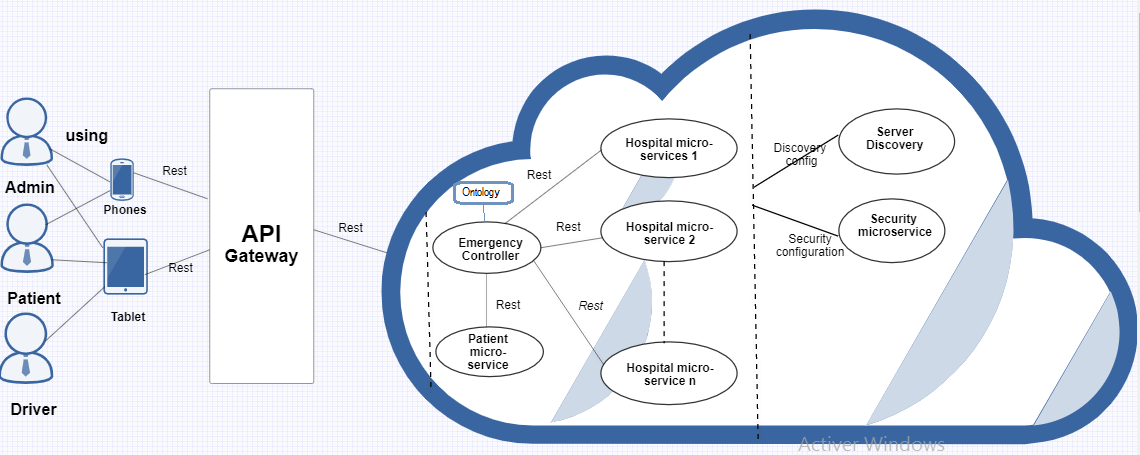 using
Admin
Patient
Driver
Phones
Tablet
Rest
Rest
API
Gateway
Rest
Ontology
Emergency
Controller
Rest
Rest
Rest
Rest
Patient
micro-
service
Hospital micro-
services 1
Hospital micro-
service 2
Hospital micro-
service n
Discovery
config
Server
Discovery
Security
configuration
Security
microservice
Activer Windows